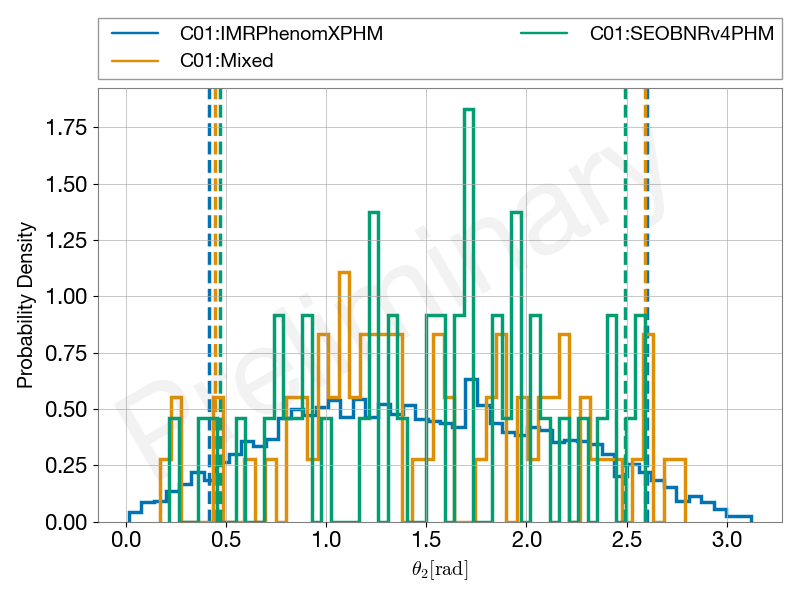 C01:IMRPhenomXPHM
C01:Mixed
C01:SEOBNRv4PHM
Preliminary
Probability Density
1.75
1.50
1.25
1.00
0.75
0.50
0.25
0.00
0.0 0.5 1.0 1.5 2.0 2.5 3.0
θ₂[rad]